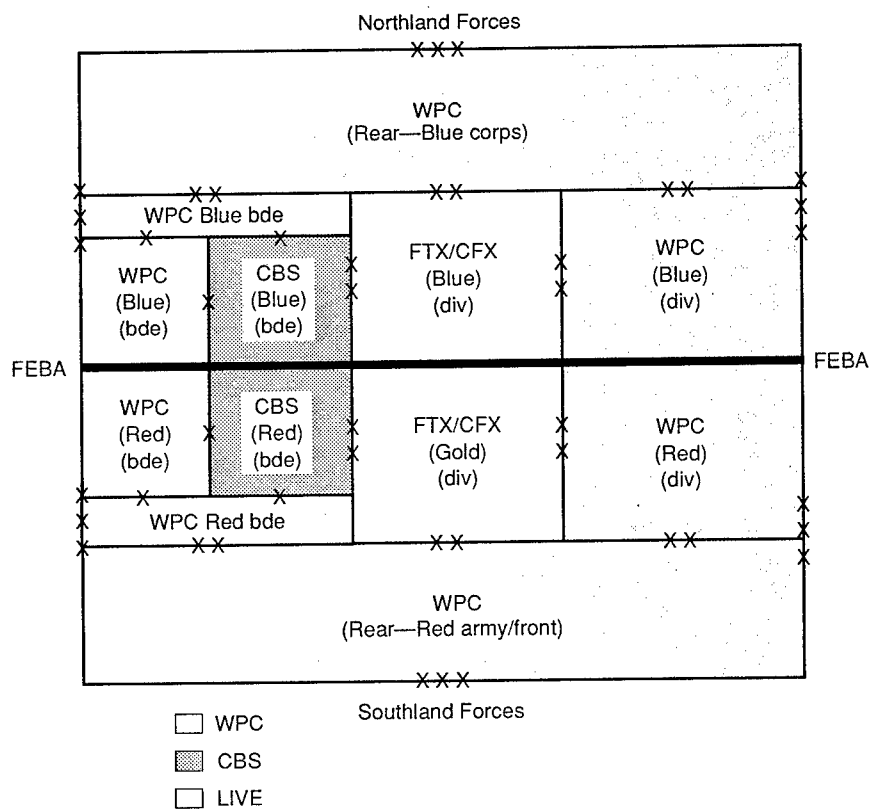 Northland Forces
XXX
WPC
(Rear—Blue corps)
WPC Blue bde
WPC
(Blue)
(bde)
CBS
(Blue)
(bde)
FTX/CFX
(Blue)
(div)
WPC
(Blue)
(div)
FEBA
FEBA
WPC
(Red)
(bde)
CBS
(Red)
(bde)
FTX/CFX
(Gold)
(div)
WPC
(Red)
(div)
WPC Red bde
WPC
(Rear—Red army/front)
XXX
Southland Forces
WPC
CBS
LIVE